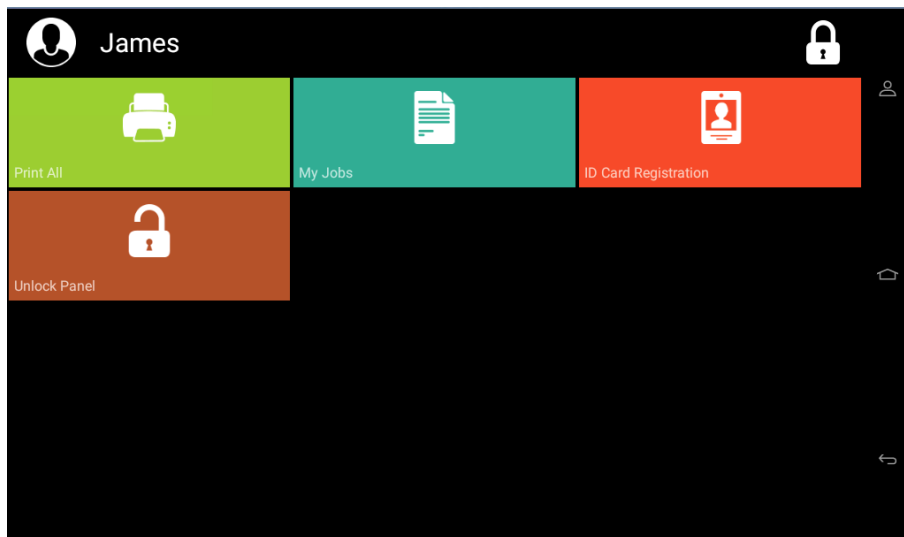 James
Print All
My Jobs
ID Card Registration
Unlock Panel